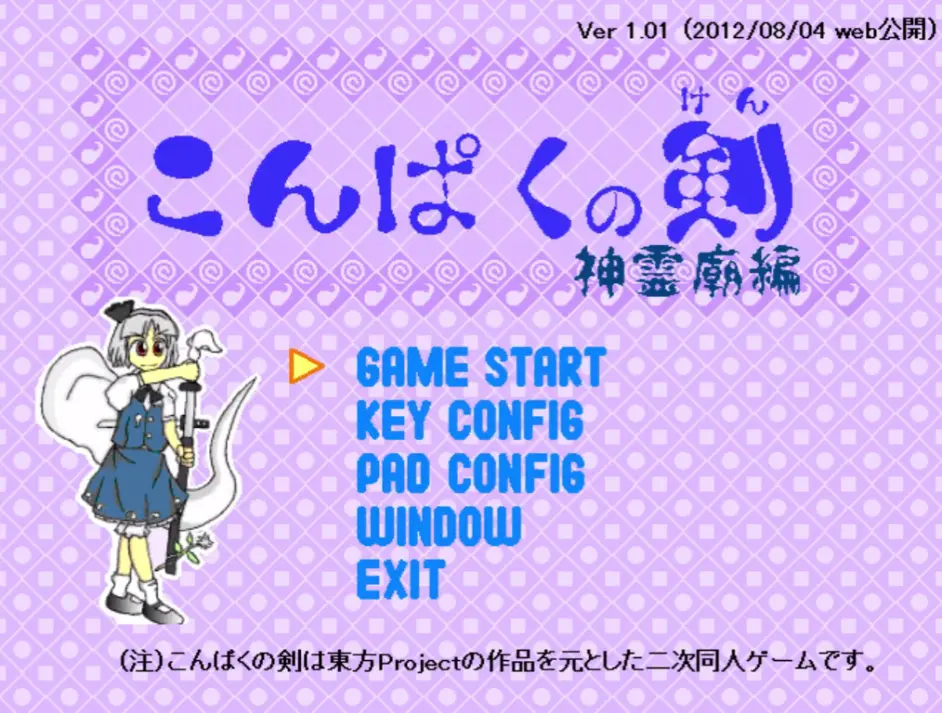 Ver 1.01 (2012/08/04 web公開)
けん
こんぱくの剣
神霊廟編
GAME START
KEY CONFIG
PAD CONFIG
WINDOW
EXIT
(注)こんぱくの剣は東方Projectの作品を元とした二次同人ゲームです。